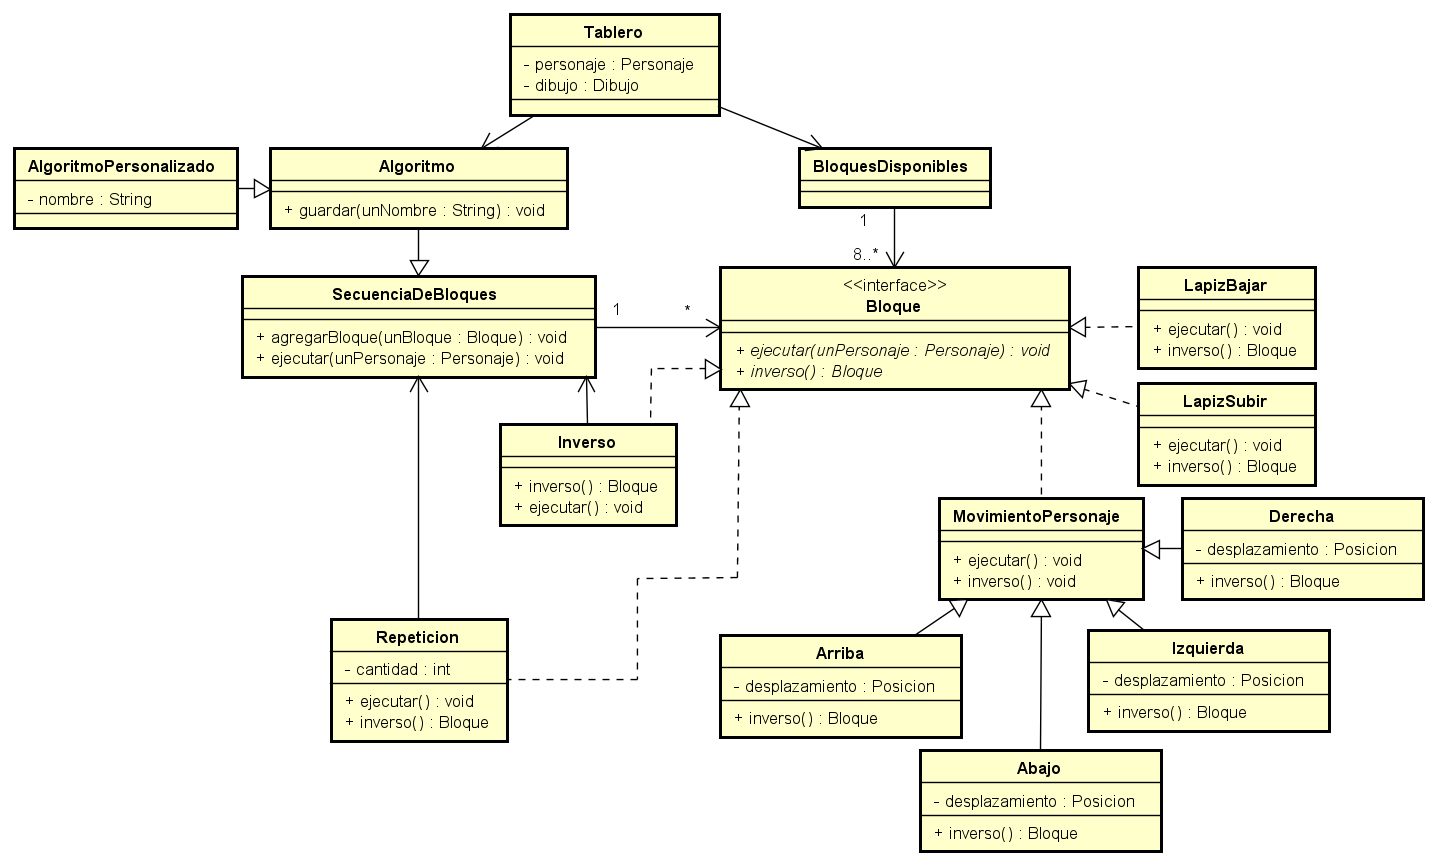 Tablero
- personaje : Personaje
- dibujo : Dibujo
AlgoritmoPersonalizado
- nombre : String
Algoritmo
+ guardar(unNombre : String) : void
BloquesDisponibles
1
8..*
SecuenciaDeBloques
+ agregarBloque(unBloque : Bloque) : void
+ ejecutar(unPersonaje : Personaje) : void
1
*
<<interface>>
Bloque
+ ejecutar(unPersonaje : Personaje) : void
+ inverso() : Bloque
LapizBajar
+ ejecutar() : void
+ inverso() : Bloque
LapizSubir
+ ejecutar() : void
+ inverso() : Bloque
Inverso
+ inverso() : Bloque
+ ejecutar() : void
MovimientoPersonaje
+ ejecutar() : void
+ inverso() : void
Derecha
- desplazamiento : Posicion
+ inverso() : Bloque
Repeticion
- cantidad : int
+ ejecutar() : void
+ inverso() : Bloque
Arriba
- desplazamiento : Posicion
+ inverso() : Bloque
Izquierda
- desplazamiento : Posicion
+ inverso() : Bloque
Abajo
- desplazamiento : Posicion
+ inverso() : Bloque